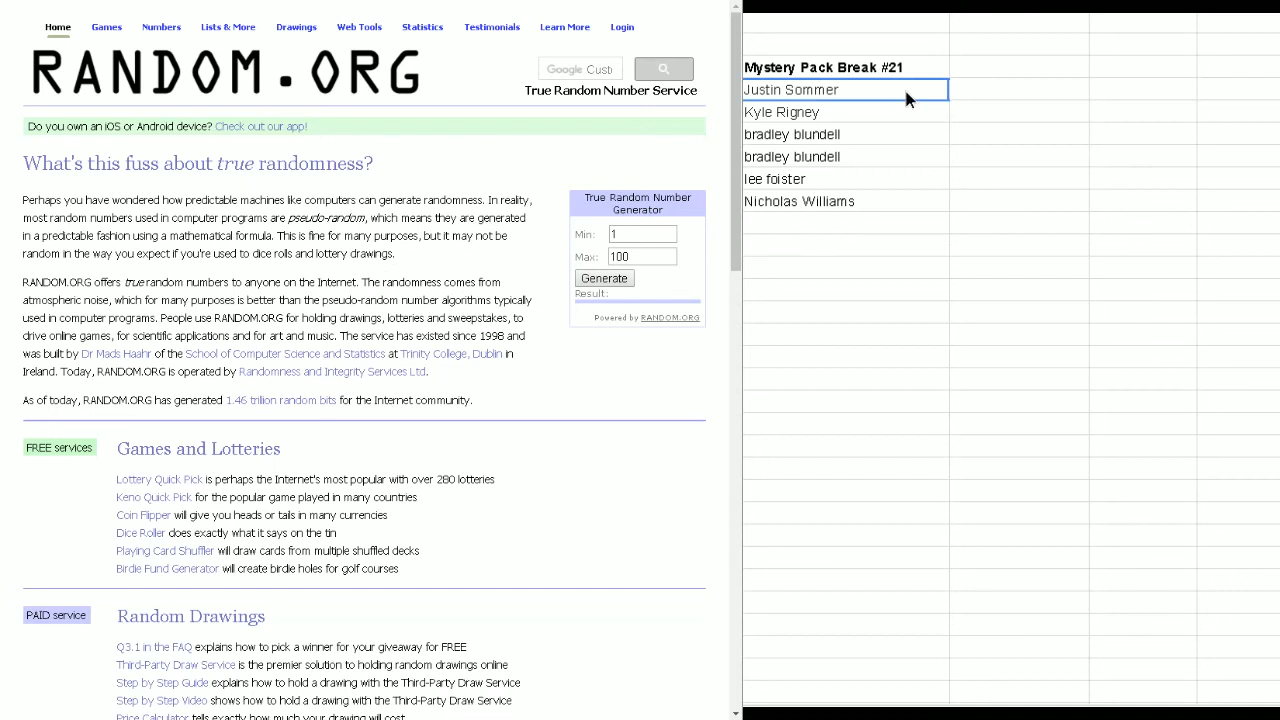 Home Games Numbers Lists & More Drawings Web Tools Statistics Testimonials Learn More Login
RANDOM.ORG
Google Custi
True Random Number Service
Do you own an iOS or Android device? Check out our app!
What's this fuss about true randomness?
Perhaps you have wondered how predictable machines like computers can generate randomness. In reality,
most random numbers used in computer programs are pseudo-random, which means they are generated
in a predictable fashion using a mathematical formula. This is fine for many purposes, but it may not be
random in the way you expect if you're used to dice rolls and lottery drawings.
RANDOM.ORG offers true random numbers to anyone on the Internet. The randomness comes from
atmospheric noise, which for many purposes is better than the pseudo-random number algorithms typically
used in computer programs. People use RANDOM.ORG for holding drawings, lotteries and sweepstakes, to
drive online games, for scientific applications and for art and music. The service has existed since 1998 and
was built by Dr Mads Haahr of the School of Computer Science and Statistics at Trinity College, Dublin in
Ireland. Today, RANDOM.ORG is operated by Randomness and Integrity Services Ltd.
As of today, RANDOM.ORG has generated 1.46 trillion random bits for the Internet community.
True Random Number
Generator
Min: 1
Max: 100
Generate
Result:
Powered by RANDOM.ORG
FREE services
Games and Lotteries
Lottery Quick Pick is perhaps the Internet's most popular with over 280 lotteries
Keno Quick Pick for the popular game played in many countries
Coin Flipper will give you heads or tails in many currencies
Dice Roller does exactly what it says on the tin
Playing Card Shuffler will draw cards from multiple shuffled decks
Birdie Fund Generator will create birdie holes for golf courses
PAID service
Random Drawings
Q3.1 in the FAQ explains how to pick a winner for your giveaway for FREE
Third-Party Draw Service is the premier solution to holding random drawings online
Step by Step Guide explains how to hold a drawing with the Third-Party Draw Service
Step by Step Video shows how to hold a drawing with the Third-Party Draw Service
Price Calculator tells exactly how much your drawing will cost
Mystery Pack Break #21
Justin Sommer
Kyle Rigney
bradley blundell
bradley blundell
lee foister
Nicholas Williams